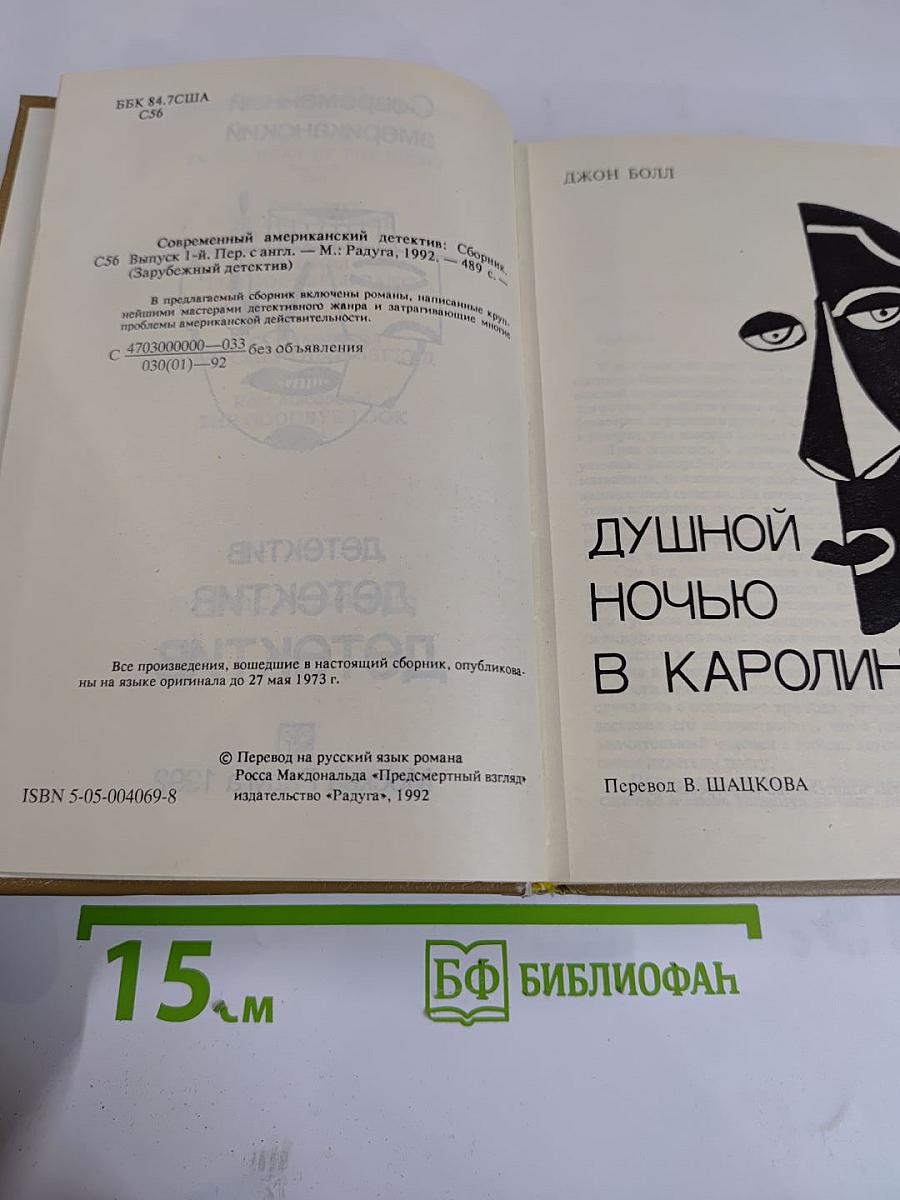 ББК 84.7США
С56
Современный американский детектив: Сборник.
С56 Выпуск 1-й. Пер. с англ. — М.: Радуга, 1992. — 489 с. —
(Зарубежный детектив)
В предлагаемый сборник включены романы, написанные круп-
нейшими мастерами детективного жанра и затрагивающие многие
проблемы американской действительности.
С 4703000000—033 без объявления
030(01)—92
Все произведения, вошедшие в настоящий сборник, опубликова-
ны на языке оригинала до 27 мая 1973 г.
© Перевод на русский язык романа
Росса Макдональда «Предсмертный взгляд»
ISBN 5-05-004069-8 издательство «Радуга», 1992
ДЖОН БОЛЛ
ДУШНОЙ
НОЧЬЮ
В КАРОЛИН
Перевод В. ШАЦКОВА
15 см
БФ БИБЛИОФАН